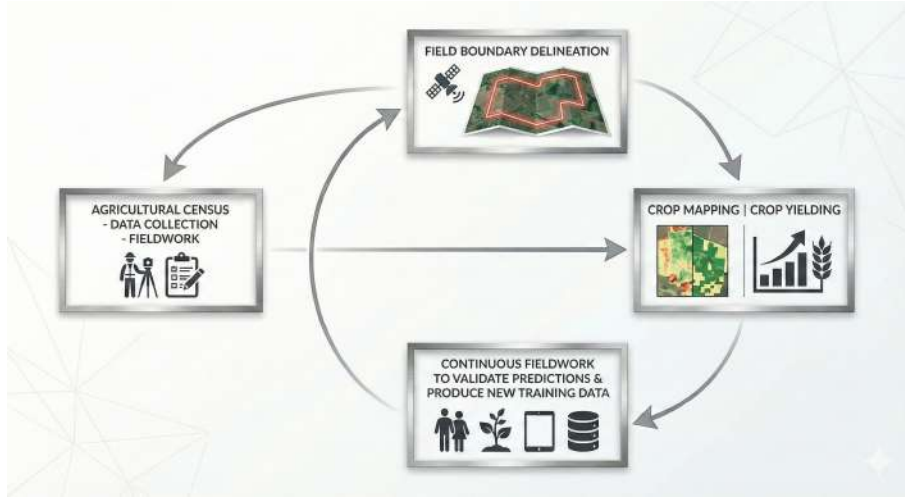 FIELD BOUNDARY DELINEATION
AGRICULTURAL CENSUS
- DATA COLLECTION
- FIELDWORK
CROP MAPPING | CROP YIELDING
CONTINUOUS FIELDWORK
TO VALIDATE PREDICTIONS &
PRODUCE NEW TRAINING DATA